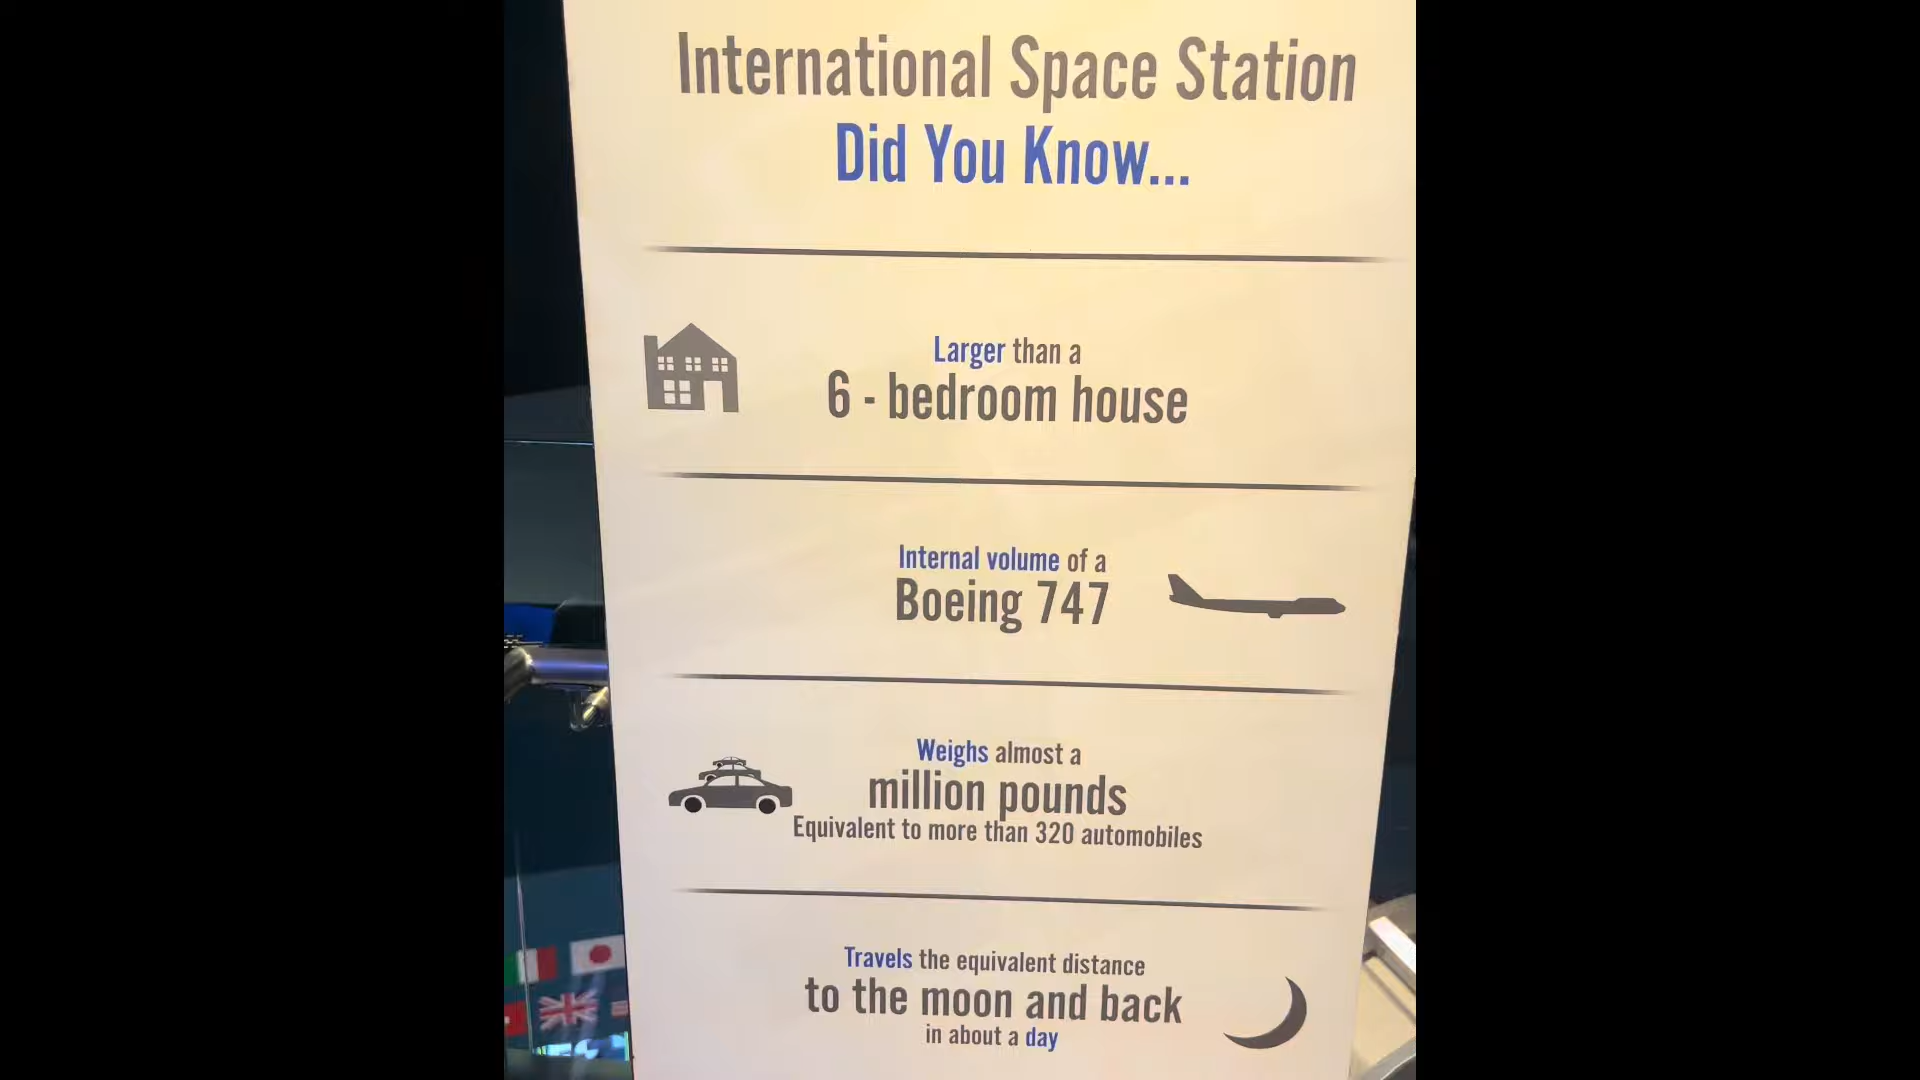 International Space Station
Did You Know...
Larger than a
6 - bedroom house
Internal volume of a
Boeing 747
Weighs almost a
million pounds
Equivalent to more than 320 automobiles
Travels the equivalent distance
to the moon and back
in about a day